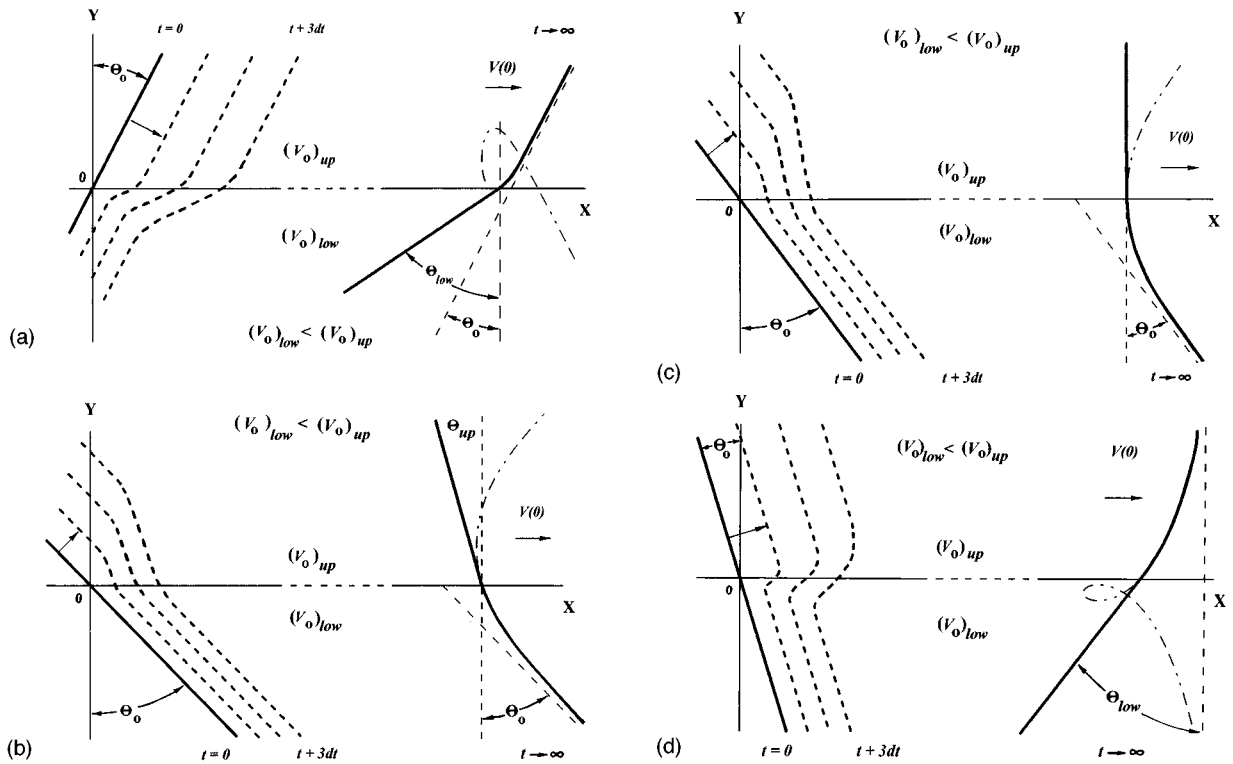 Y
t = 0
t + 3dt
t → ∞
Θo
V(0)
(Vo)up
0
X
(Vo)low
Θlow
Θo
(Vo)low < (Vo)up
(a)
Y
(Vo)low < (Vo)up
Θup
V(0)
(Vo)up
0
X
(Vo)low
Θo
Θo
(b)
t = 0
t + 3dt
t → ∞
Y
(Vo)low < (Vo)up
V(0)
(Vo)up
0
X
(Vo)low
Θo
Θo
(c)
t = 0
t + 3dt
t → ∞
Y
Θo
(Vo)low < (Vo)up
V(0)
(Vo)up
0
X
(Vo)low
Θlow
(d)
t = 0
t + 3dt
t → ∞